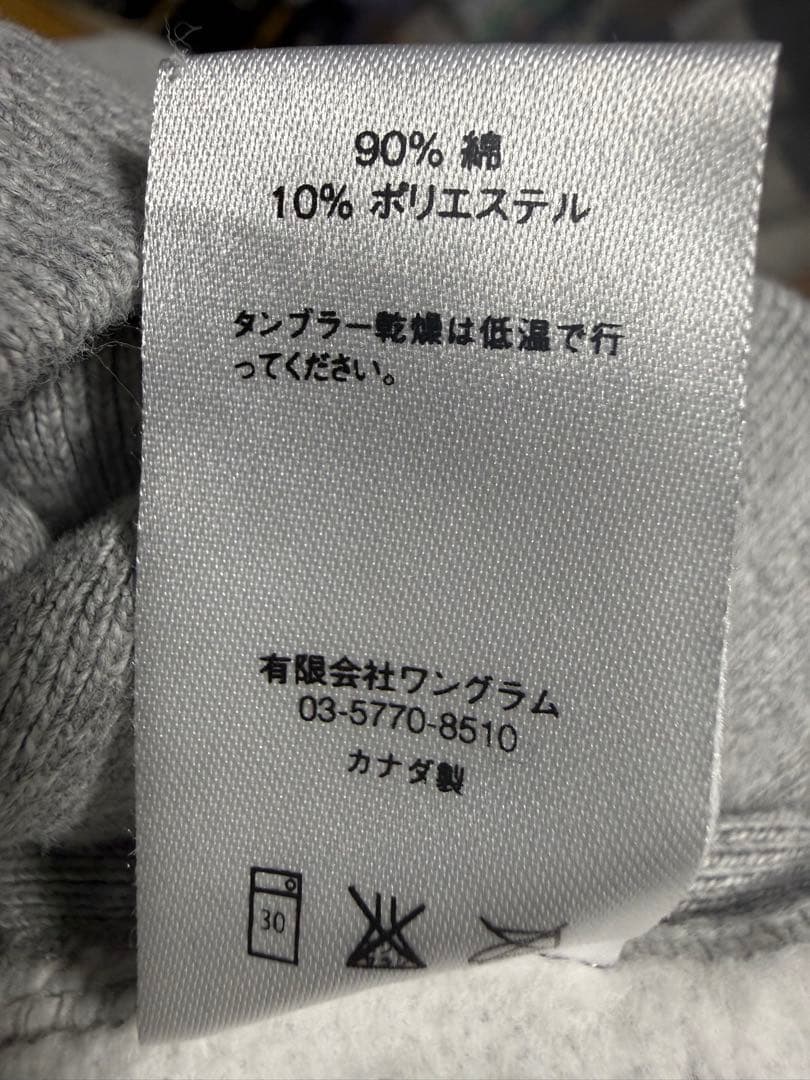 90% 綿
10% ポリエステル
タンブラー乾燥は低温で行
ってください。
有限会社ワングラム
03-5770-8510
カナダ製
30